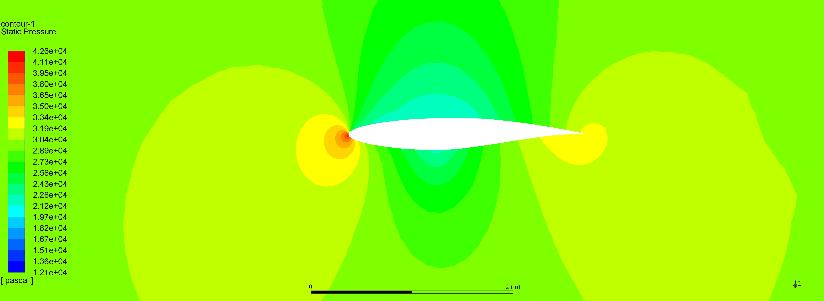 contour-1
Static Pressure
4.26e+04
4.11e+04
3.95e+04
3.80e+04
3.65e+04
3.50e+04
3.34e+04
3.19e+04
3.04e+04
2.89e+04
2.73e+04
2.58e+04
2.43e+04
2.28e+04
2.12e+04
1.97e+04
1.82e+04
1.67e+04
1.51e+04
1.36e+04
1.21e+04
[ pascal ]
0